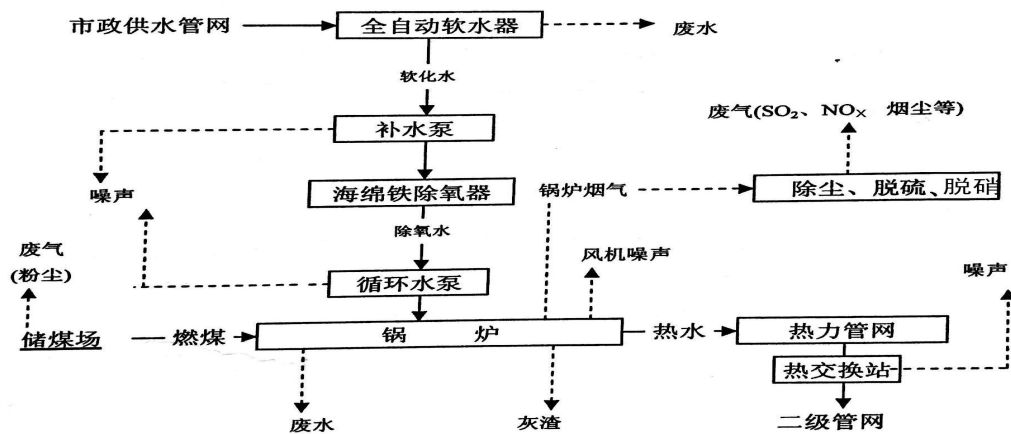 市政供水管网
全自动软水器
废水
软化水
废气(SO₂、NOₓ 烟尘等)
补水泵
噪声
海绵铁除氧器
锅炉烟气
除尘、脱硫、脱硝
除氧水
废气
(粉尘)
风机噪声
噪声
循环水泵
储煤场
燃煤
锅 炉
热水
热力管网
热交换站
废水
灰渣
二级管网